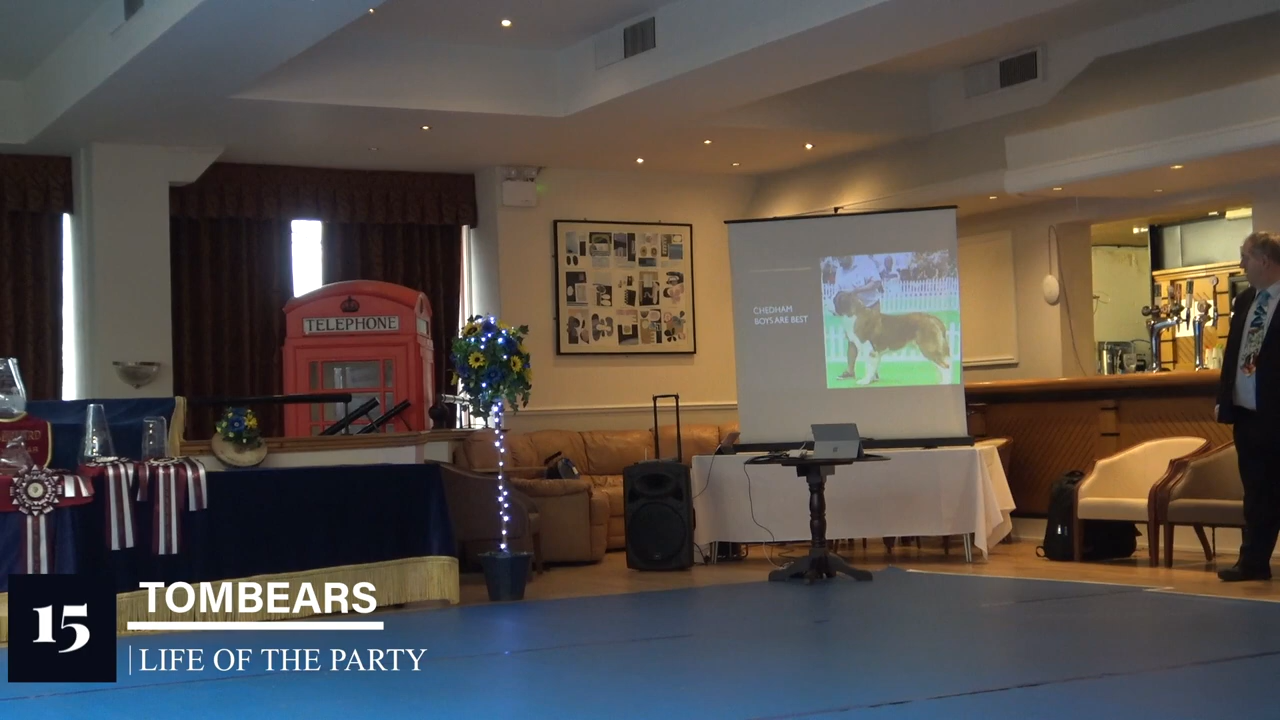 TELEPHONE
CHEDHAM
BOYS ARE BEST
15
TOMBEARS
LIFE OF THE PARTY